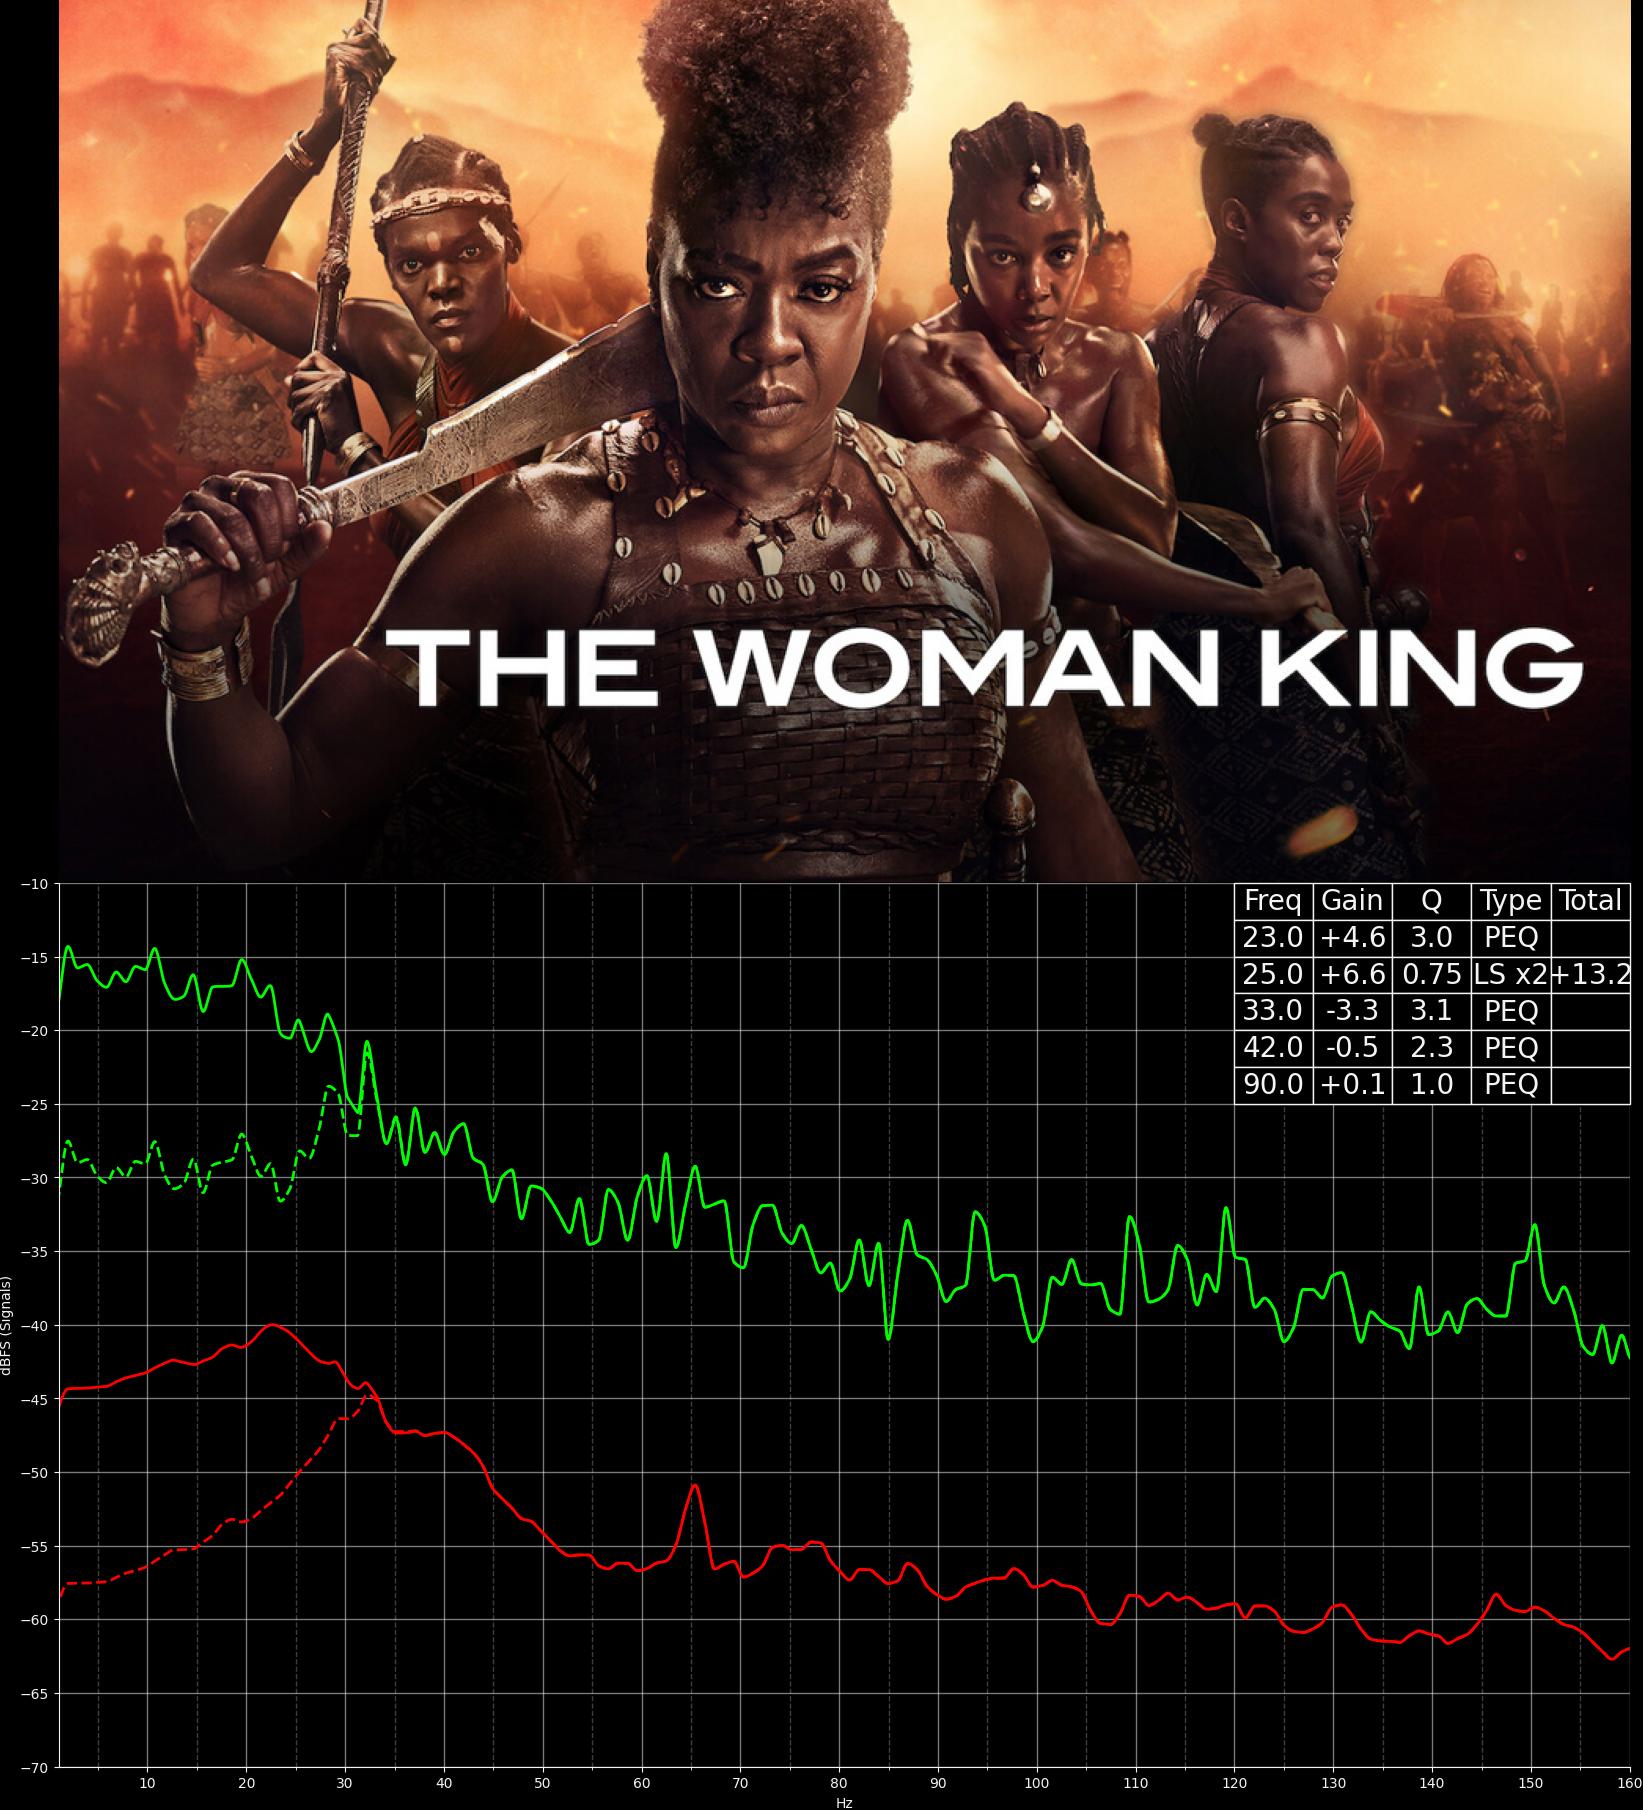 THE WOMAN KING
Freq Gain Q Type Total
23.0 +4.6 3.0 PEQ
25.0 +6.6 0.75 LS x2 +13.2
33.0 -3.3 3.1 PEQ
42.0 -0.5 2.3 PEQ
90.0 +0.1 1.0 PEQ
−10
−15
−20
−25
−30
−35
−40
−45
−50
−55
−60
−65
−70
dBFS (Signals)
10 20 30 40 50 60 70 80 90 100 110 120 130 140 150 160
Hz